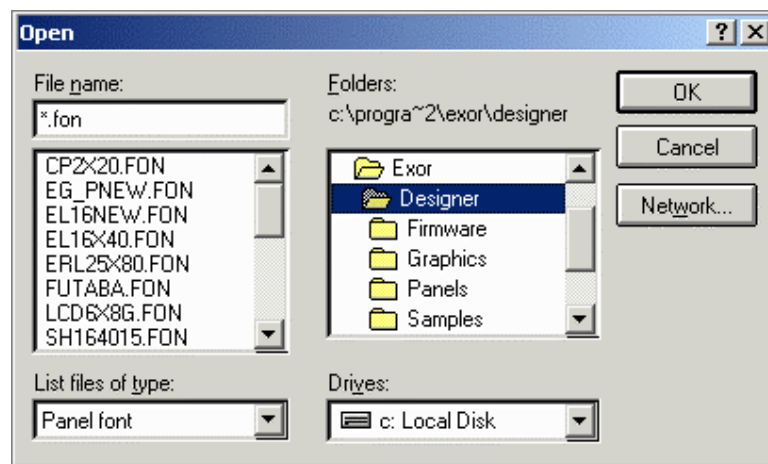 Open
File name:
*.fon
CP2X20.FON
EG_PNEW.FON
EL16NEW.FON
EL16X40.FON
ERL25X80.FON
FUTABA.FON
LCD6X8G.FON
SH164015.FON
List files of type:
Panel font
Folders:
c:\progra~2\exor\designer
Exor
Designer
Firmware
Graphics
Panels
Samples
Drives:
c: Local Disk
OK
Cancel
Network...